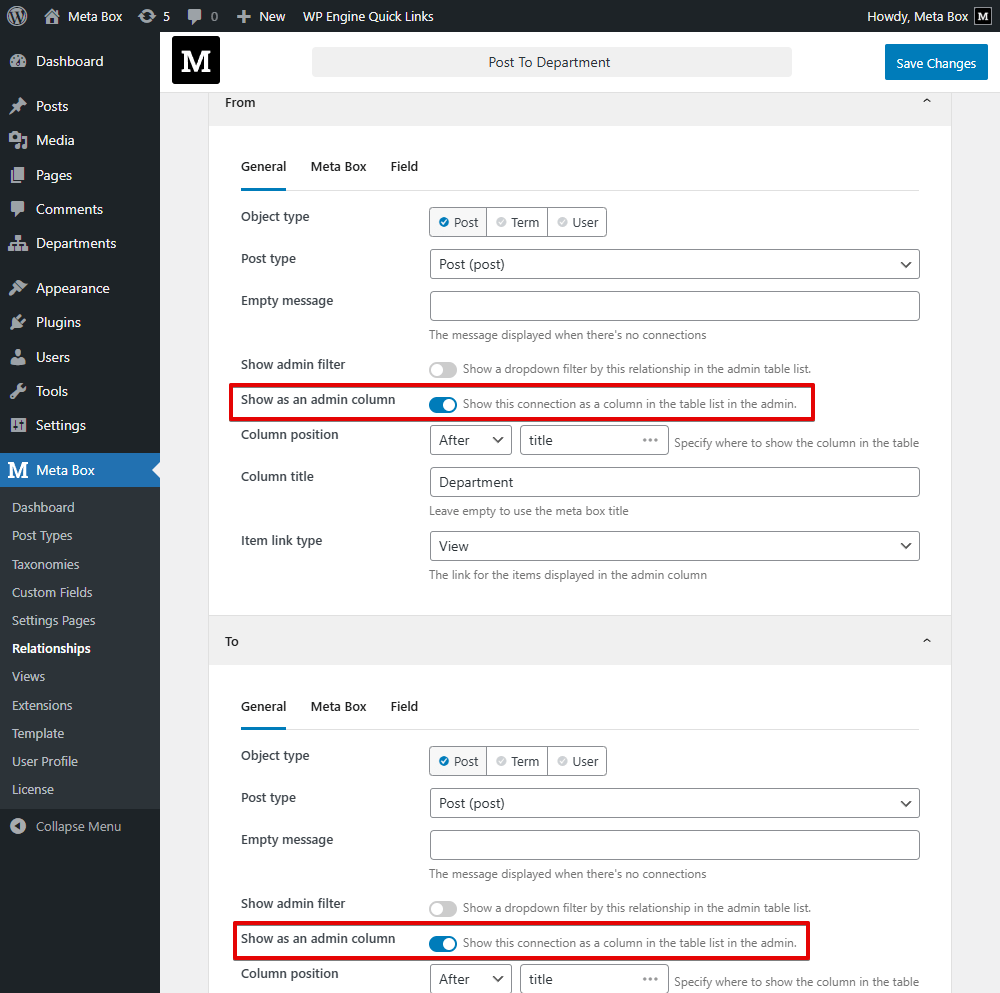 Meta Box 5 0 New WP Engine Quick Links Howdy, Meta Box M
M Post To Department Save Changes
Dashboard
Posts
Media
Pages
Comments
Departments
Appearance
Plugins
Users
Tools
Settings
M Meta Box
Dashboard
Post Types
Taxonomies
Custom Fields
Settings Pages
Relationships
Views
Extensions
Template
User Profile
License
Collapse Menu
From
General Meta Box Field
Object type Post Term User
Post type Post (post)
Empty message
The message displayed when there's no connections
Show admin filter Show a dropdown filter by this relationship in the admin table list.
Show as an admin column Show this connection as a column in the table list in the admin.
Column position After title Specify where to show the column in the table
Column title Department
Leave empty to use the meta box title
Item link type View
The link for the items displayed in the admin column
To
General Meta Box Field
Object type Post Term User
Post type Post (post)
Empty message
The message displayed when there's no connections
Show admin filter Show a dropdown filter by this relationship in the admin table list.
Show as an admin column Show this connection as a column in the table list in the admin.
Column position After title Specify where to show the column in the table